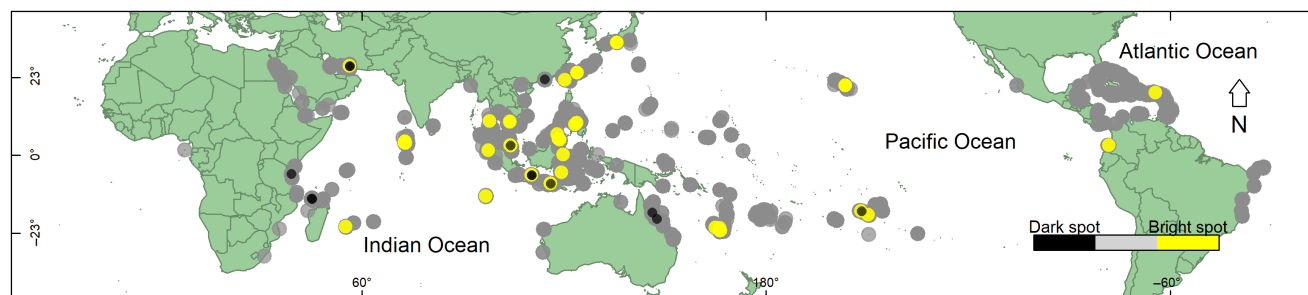 Atlantic Ocean
23°
N
Pacific Ocean
0°
Dark spot
Bright spot
−23°
Indian Ocean
60°
180°
−60°